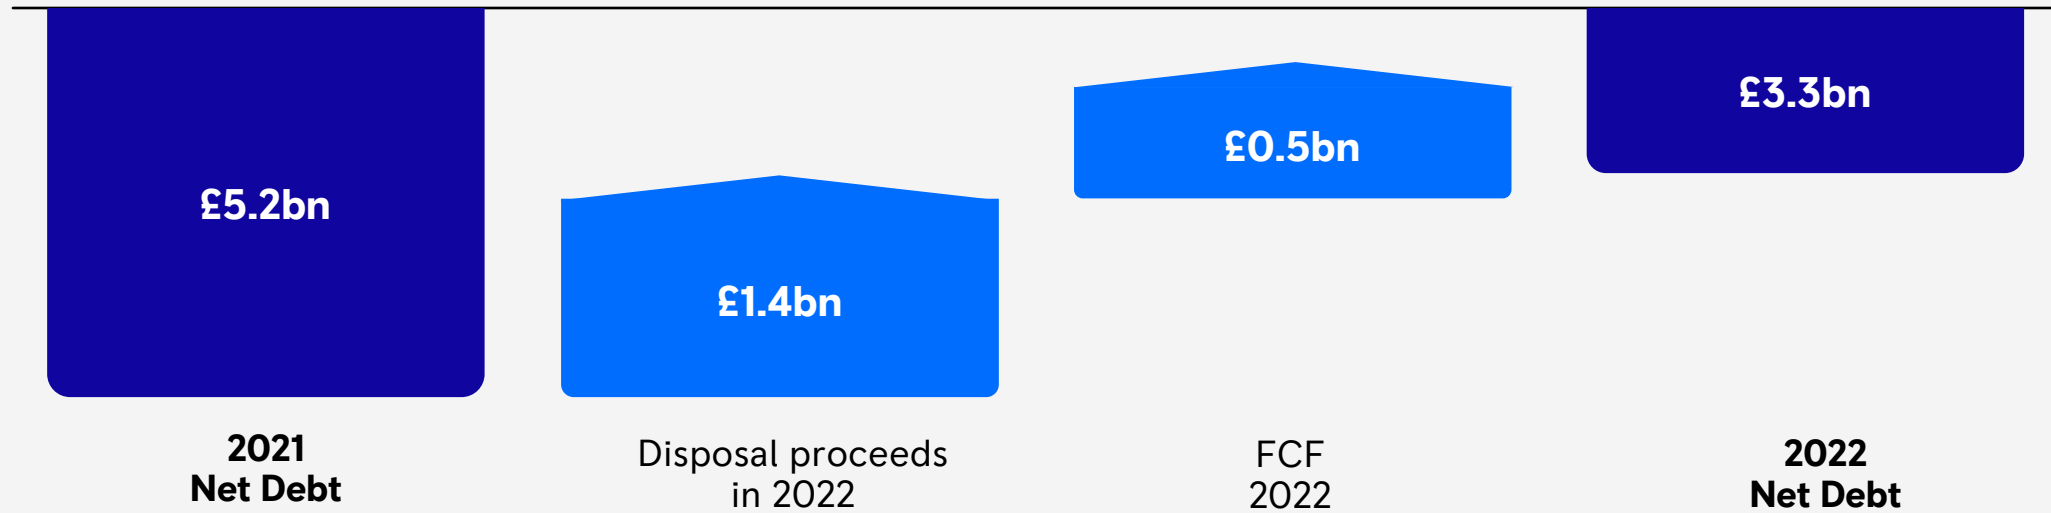 £5.2bn
£1.4bn
£0.5bn
£3.3bn
2021
Net Debt
Disposal proceeds
in 2022
FCF
2022
2022
Net Debt